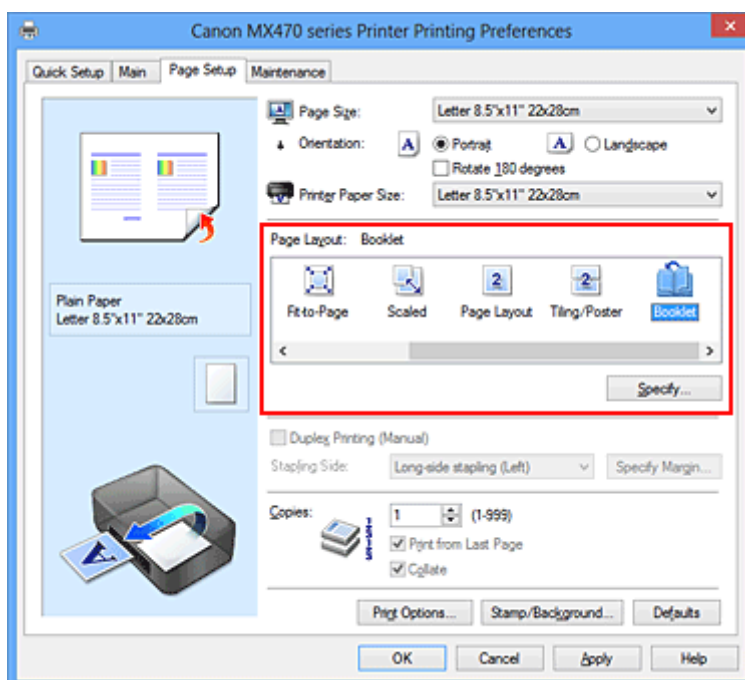 Canon MX470 series Printer Printing Preferences
Quick Setup Main Page Setup Maintenance
Page Size: Letter 8.5"x11" 22x28cm
Orientation: A Portrait A Landscape
Rotate 180 degrees
Printer Paper Size: Letter 8.5"x11" 22x28cm
Page Layout: Booklet
2 2
Fit-to-Page Scaled Page Layout Tiling/Poster Booklet
Specify...
Plain Paper
Letter 8.5"x11" 22x28cm
Duplex Printing (Manual)
Stapling Side: Long-side stapling (Left) Specify Margin...
Copies: 1 (1-999)
Print from Last Page
Collate
A
Print Options... Stamp/Background... Defaults
OK Cancel Apply Help